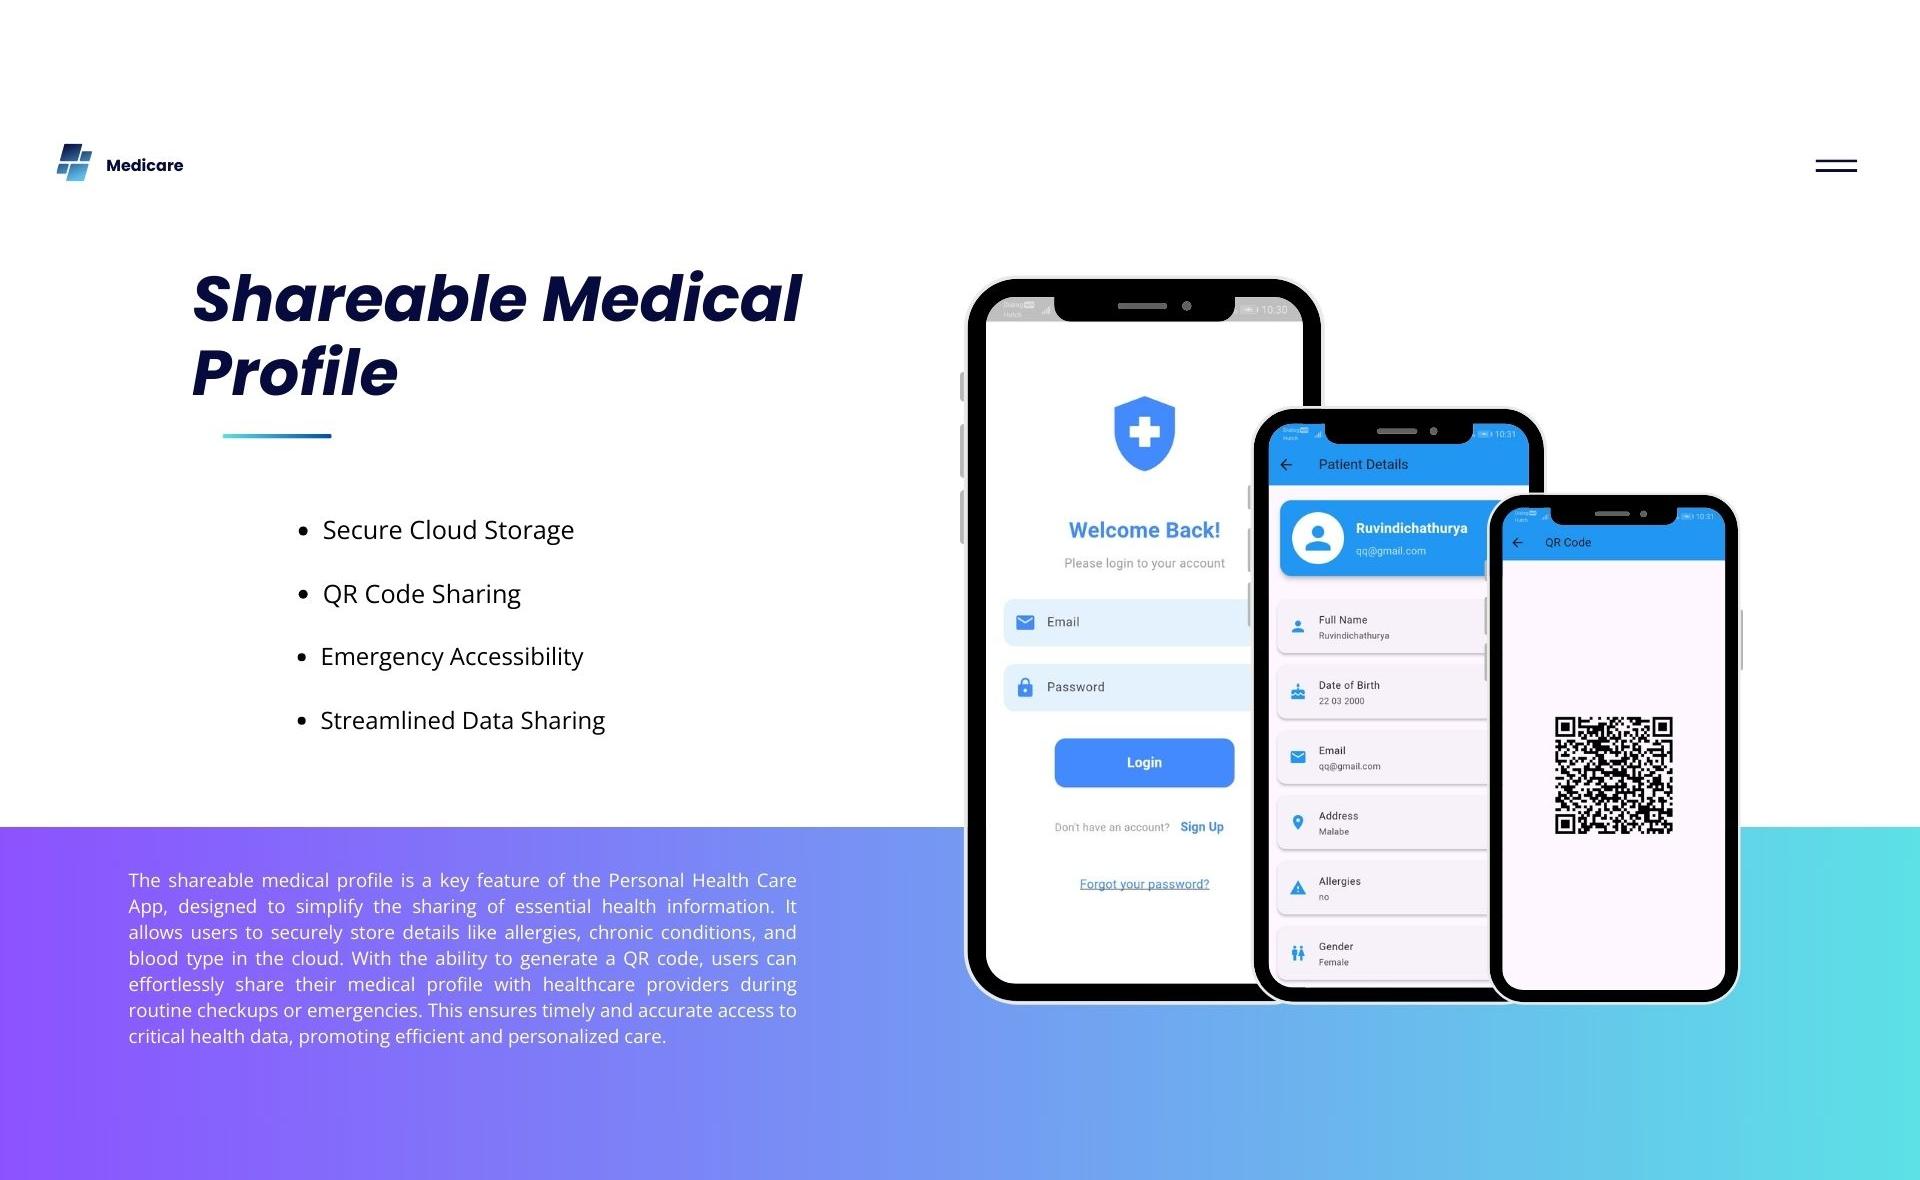 Medicare
Shareable Medical
Profile
• Secure Cloud Storage
• QR Code Sharing
• Emergency Accessibility
• Streamlined Data Sharing
The shareable medical profile is a key feature of the Personal Health Care
App, designed to simplify the sharing of essential health information. It
allows users to securely store details like allergies, chronic conditions, and
blood type in the cloud. With the ability to generate a QR code, users can
effortlessly share their medical profile with healthcare providers during
routine checkups or emergencies. This ensures timely and accurate access to
critical health data, promoting efficient and personalized care.
Dialog
Hutch
10:30
Welcome Back!
Please login to your account
Email
Password
Login
Don't have an account? Sign Up
Forgot your password?
Dialog
Hutch
10:31
Patient Details
Ruvindichathurya
qq@gmail.com
Full Name
Ruvindichathurya
Date of Birth
22 03 2000
Email
qq@gmail.com
Address
Malabe
Allergies
no
Gender
Female
Dialog
Hutch
10:31
QR Code